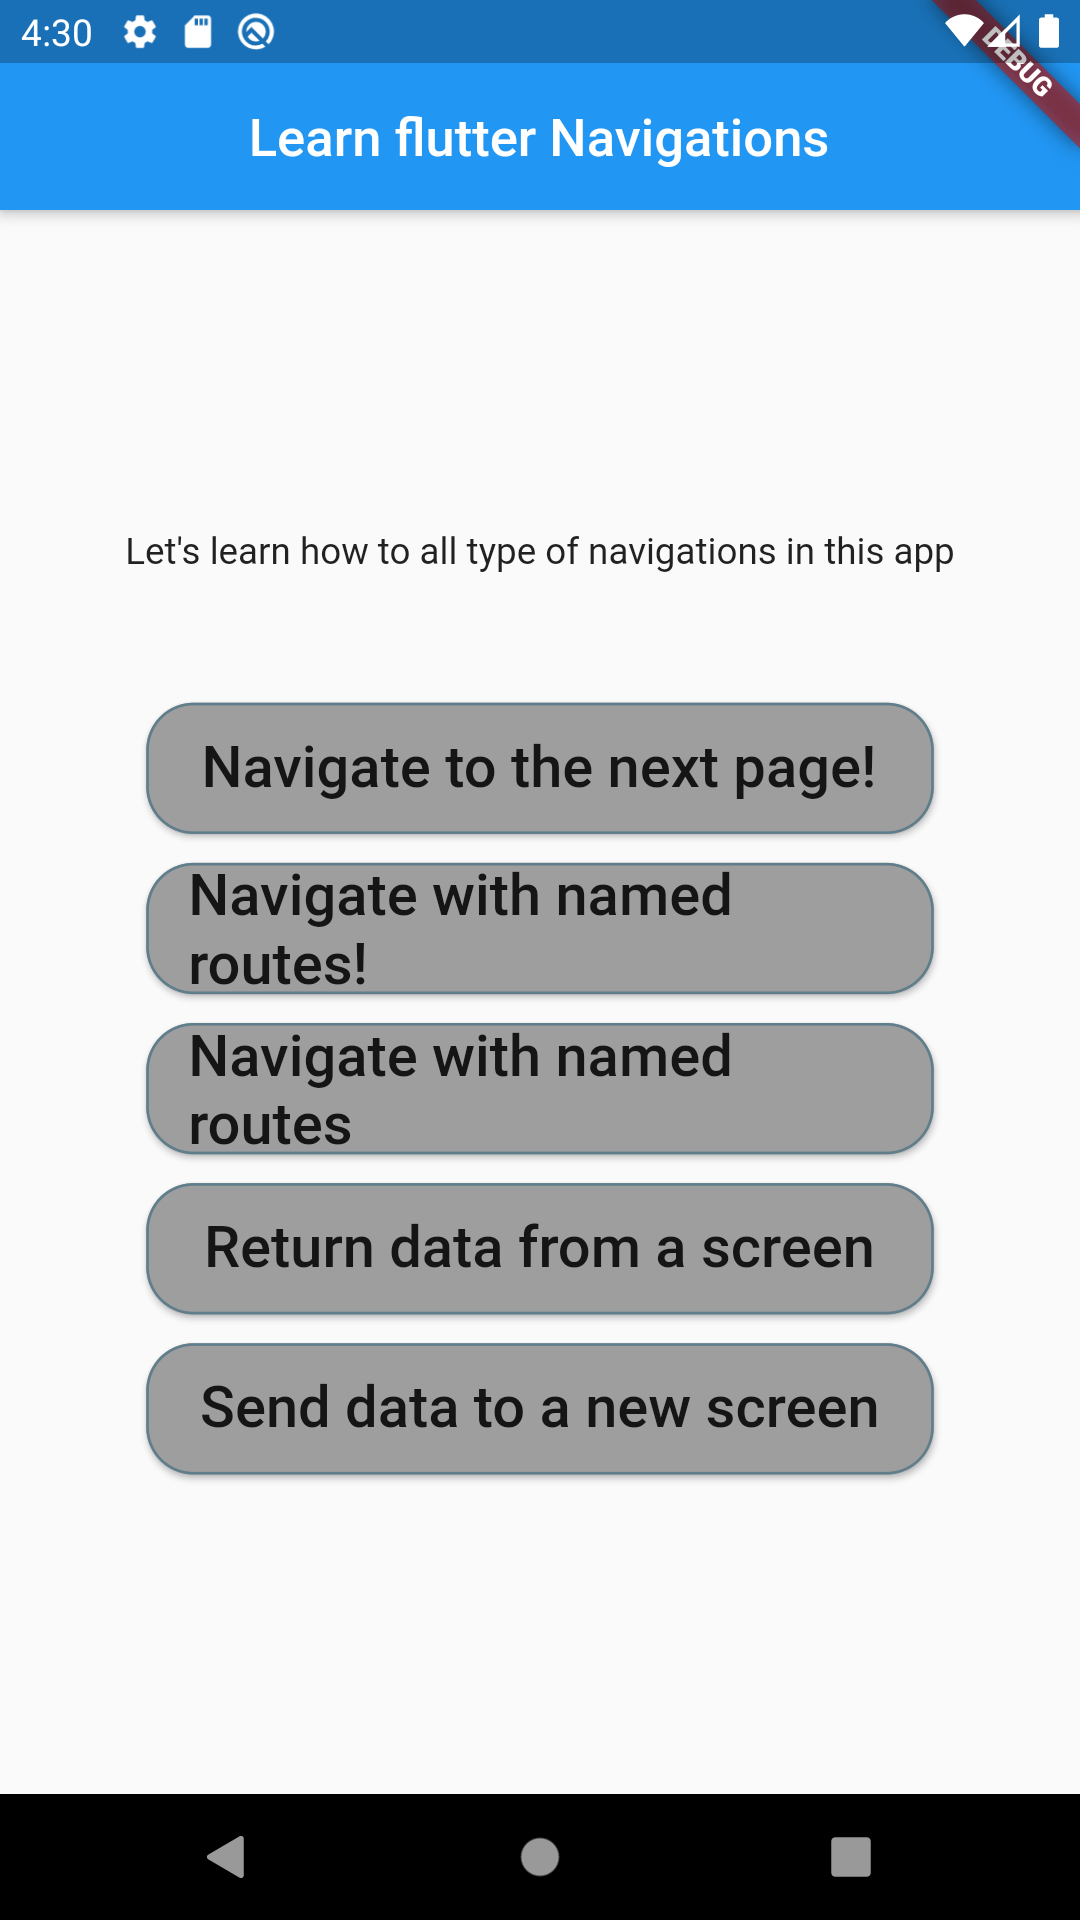 4:30
DEBUG
Learn flutter Navigations
Let's learn how to all type of navigations in this app
Navigate to the next page!
Navigate with named
routes!
Navigate with named
routes
Return data from a screen
Send data to a new screen